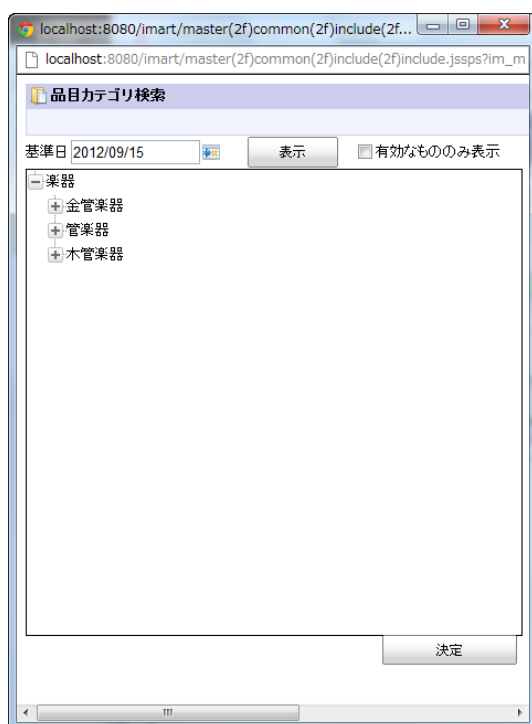 localhost:8080/imart/master(2f)common(2f)include(2f...
localhost:8080/imart/master(2f)common(2f)include(2f)include.jssps?im_m
品目カテゴリ検索
基準日 2012/09/15 表示 有効なもののみ表示
楽器
金管楽器
管楽器
木管楽器
決定